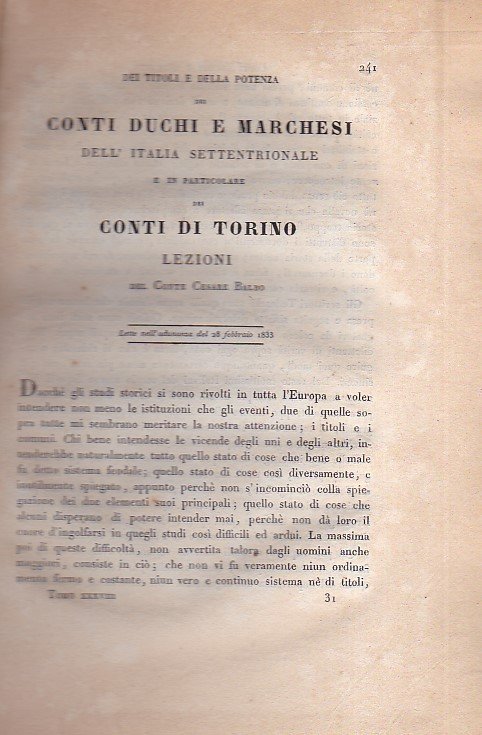 241
DEI TITOLI E DELLA POTENZA
DEI
CONTI DUCHI E MARCHESI
DELL' ITALIA SETTENTRIONALE
E IN PARTICOLARE
DEI
CONTI DI TORINO
LEZIONI
DEL CONTE CESARE BALBO
Lette nell'adunanza del 28 febbraio 1833
Dacchè gli studi storici si sono rivolti in tutta l'Europa a voler
intendere non meno le istituzioni che gli eventi, due di quelle so-
pra tutte mi sembrano meritare la nostra attenzione; i titoli e i
comuni. Chi bene intendesse le vicende degli uni e degli altri, in-
tenderebbe naturalmente tutto quello stato di cose che bene o male
fu detto sistema feudale; quello stato di cose così diversamente, e
inutilmente spiegato, appunto perchè non s'incominciò colla spie-
gazione dei due elementi suoi principali; quello stato di cose che
alcuni disperano di potere intender mai, perchè non dà loro il
cuore d'ingolfarsi in quegli studi così difficili ed ardui. La massima
poi di queste difficoltà, non avvertita talora dagli uomini anche
maggiori, consiste in ciò; che non vi fu veramente niun ordina-
mento fermo e costante, niun vero e continuo sistema nè di titoli,
TOMO XXXVIII 31